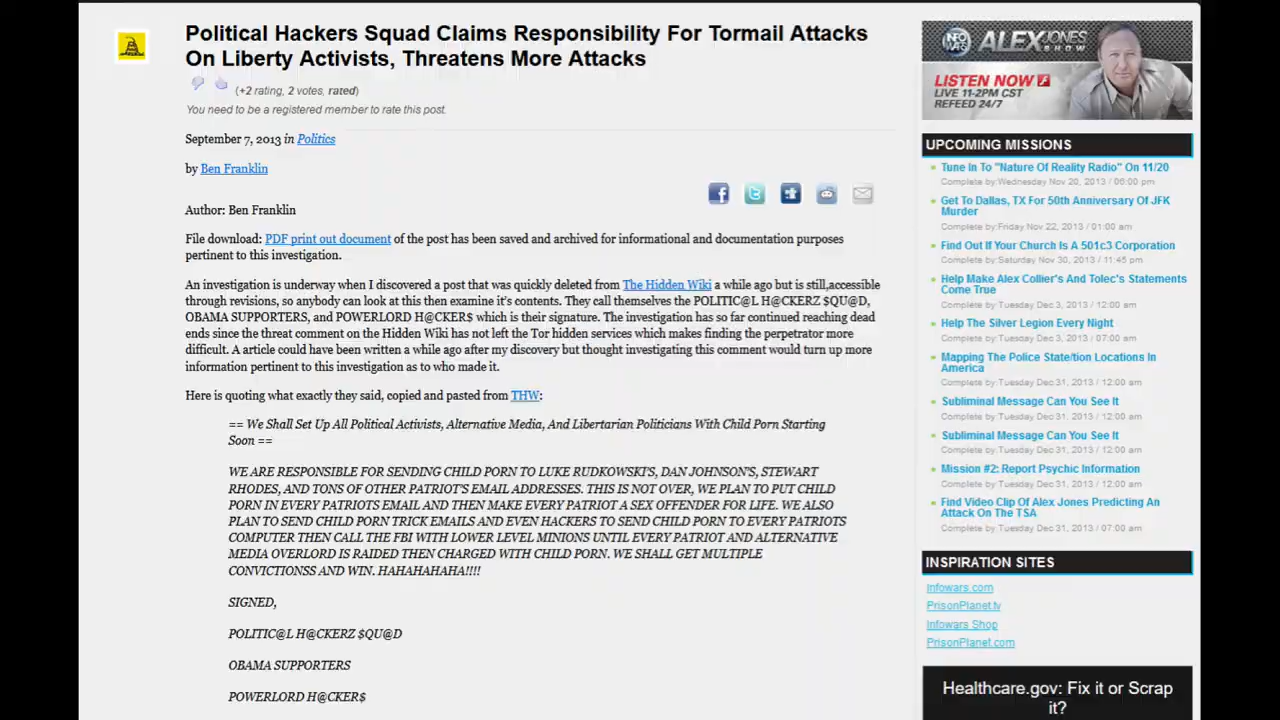 Political Hackers Squad Claims Responsibility For Tormail Attacks
On Liberty Activists, Threatens More Attacks
(+2 rating, 2 votes, rated)
You need to be a registered member to rate this post.
September 7, 2013 in Politics
by Ben Franklin
Author: Ben Franklin
File download: PDF print out document of the post has been saved and archived for informational and documentation purposes
pertinent to this investigation.
An investigation is underway when I discovered a post that was quickly deleted from The Hidden Wiki a while ago but is still,accessible
through revisions, so anybody can look at this then examine it's contents. They call themselves the POLITIC@L H@CKERZ $QU@D,
OBAMA SUPPORTERS, and POWERLORD H@CKER$ which is their signature. The investigation has so far continued reaching dead
ends since the threat comment on the Hidden Wiki has not left the Tor hidden services which makes finding the perpetrator more
difficult. A article could have been written a while ago after my discovery but thought investigating this comment would turn up more
information pertinent to this investigation as to who made it.
Here is quoting what exactly they said, copied and pasted from THW:
== We Shall Set Up All Political Activists, Alternative Media, And Libertarian Politicians With Child Porn Starting
Soon ==
WE ARE RESPONSIBLE FOR SENDING CHILD PORN TO LUKE RUDKOWSKI'S, DAN JOHNSON'S, STEWART
RHODES, AND TONS OF OTHER PATRIOT'S EMAIL ADDRESSES. THIS IS NOT OVER, WE PLAN TO PUT CHILD
PORN IN EVERY PATRIOTS EMAIL AND THEN MAKE EVERY PATRIOT A SEX OFFENDER FOR LIFE. WE ALSO
PLAN TO SEND CHILD PORN TRICK EMAILS AND EVEN HACKERS TO SEND CHILD PORN TO EVERY PATRIOTS
COMPUTER THEN CALL THE FBI WITH LOWER LEVEL MINIONS UNTIL EVERY PATRIOT AND ALTERNATIVE
MEDIA OVERLORD IS RAIDED THEN CHARGED WITH CHILD PORN. WE SHALL GET MULTIPLE
CONVICTIONSS AND WIN. HAHAHAHAHA!!!!
SIGNED,
POLITIC@L H@CKERZ $QU@D
OBAMA SUPPORTERS
POWERLORD H@CKER$
INFO WARS
ALEX JONES SHOW
LISTEN NOW
LIVE 11-2PM CST
REFEED 24/7
UPCOMING MISSIONS
Tune In To "Nature Of Reality Radio" On 11/20
Complete by:Wednesday Nov 20, 2013 / 06:00 pm
Get To Dallas, TX For 50th Anniversary Of JFK
Murder
Complete by:Friday Nov 22, 2013 / 01:00 am
Find Out If Your Church Is A 501c3 Corporation
Complete by:Saturday Nov 30, 2013 / 11:45 pm
Help Make Alex Collier's And Tolec's Statements
Come True
Complete by:Tuesday Dec 3, 2013 / 12:00 am
Help The Silver Legion Every Night
Complete by:Tuesday Dec 3, 2013 / 07:00 am
Mapping The Police State/tion Locations In
America
Complete by:Tuesday Dec 31, 2013 / 12:00 am
Subliminal Message Can You See It
Complete by:Tuesday Dec 31, 2013 / 12:00 am
Subliminal Message Can You See It
Complete by:Tuesday Dec 31, 2013 / 12:00 am
Mission #2: Report Psychic Information
Complete by:Tuesday Dec 31, 2013 / 12:00 am
Find Video Clip Of Alex Jones Predicting An
Attack On The TSA
Complete by:Tuesday Dec 31, 2013 / 07:00 am
INSPIRATION SITES
Infowars.com
PrisonPlanet.tv
Infowars Shop
PrisonPlanet.com
Healthcare.gov: Fix it or Scrap
it?